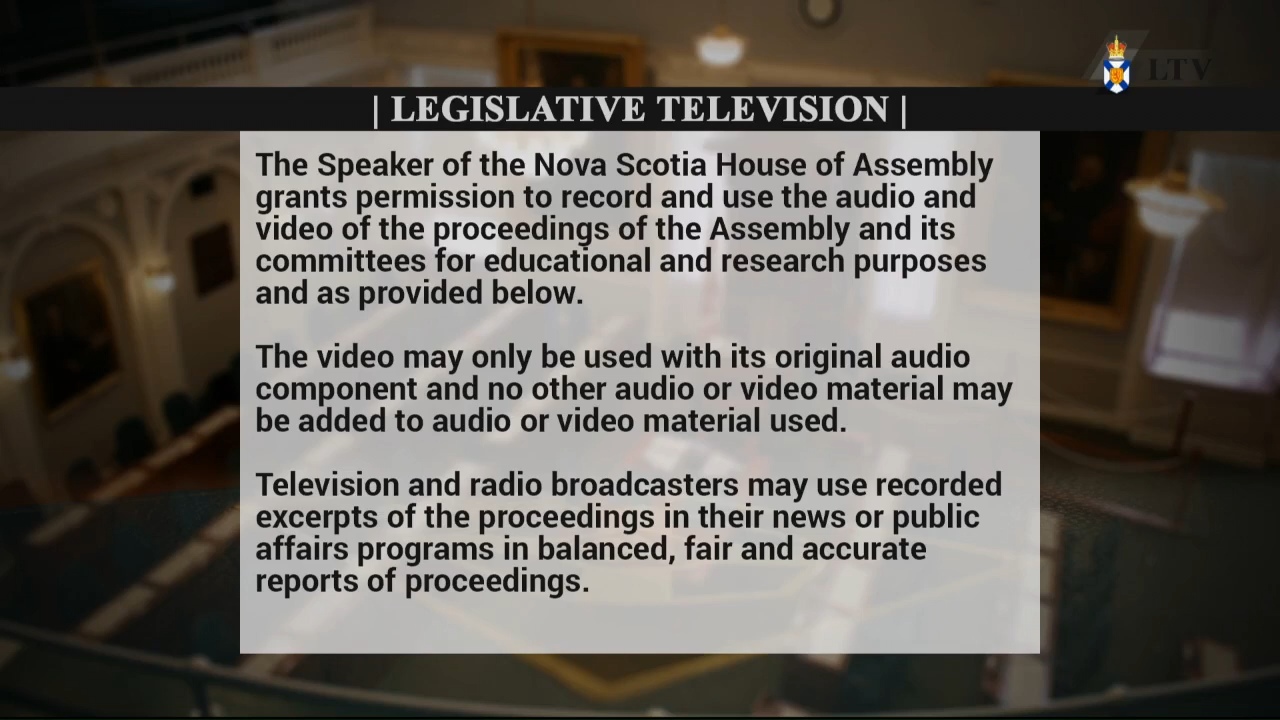 LTV
| LEGISLATIVE TELEVISION |
The Speaker of the Nova Scotia House of Assembly
grants permission to record and use the audio and
video of the proceedings of the Assembly and its
committees for educational and research purposes
and as provided below.
The video may only be used with its original audio
component and no other audio or video material may
be added to audio or video material used.
Television and radio broadcasters may use recorded
excerpts of the proceedings in their news or public
affairs programs in balanced, fair and accurate
reports of proceedings.